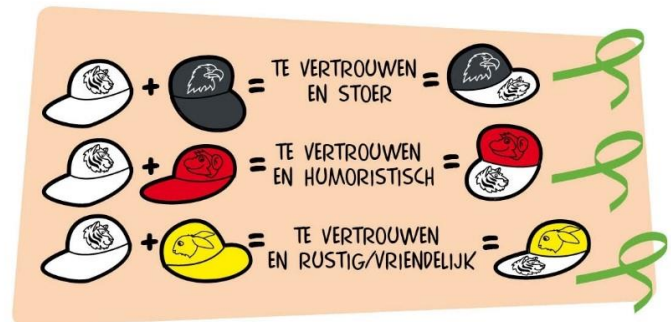 + = TE VERTROUWEN
EN STOER =
+ = TE VERTROUWEN
EN HUMORISTISCH =
+ = TE VERTROUWEN
EN RUSTIG/VRIENDELIJK =